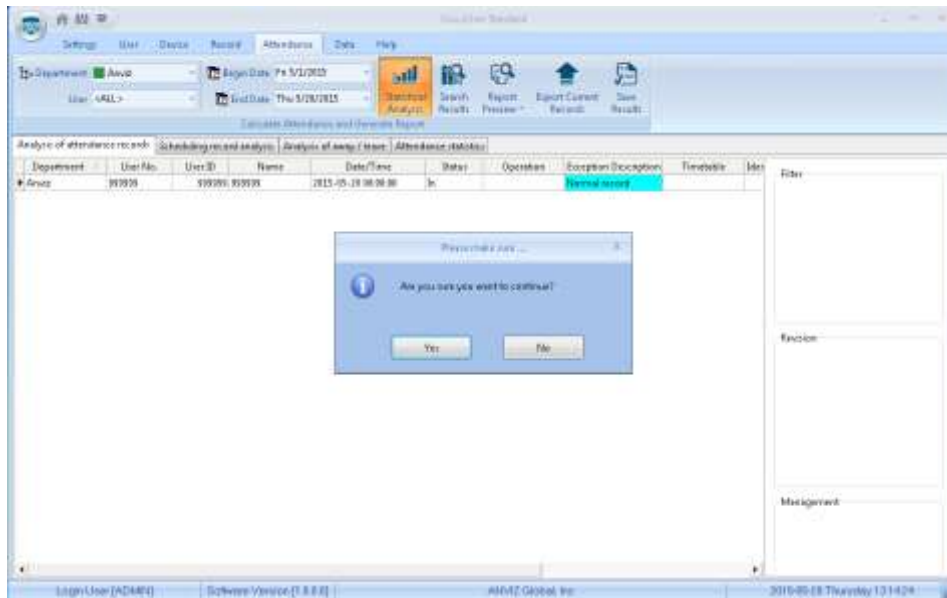 Settings User Device Record Attendance Data Help
Department Anviz Begin Date Fri 5/1/2015
User <ALL> End Date Thu 5/28/2015
Statistical Analysis
Search Results
Report Preview
Export Current Records
Save Results
Calculate Attendance and Generate Report
Analysis of attendance records Scheduling record analysis Analysis of away / leave Attendance statistics
Department User No. User ID Name Date/Time Status Operation Exception Description Timetable
Anviz 999999 999999 999999 In Normal record
Filter
Please make sure ...
Are you sure you want to continue?
Yes No
Revision
Management
Login User [ADMIN] Software Version ANVIZ Global, Inc. Thursday